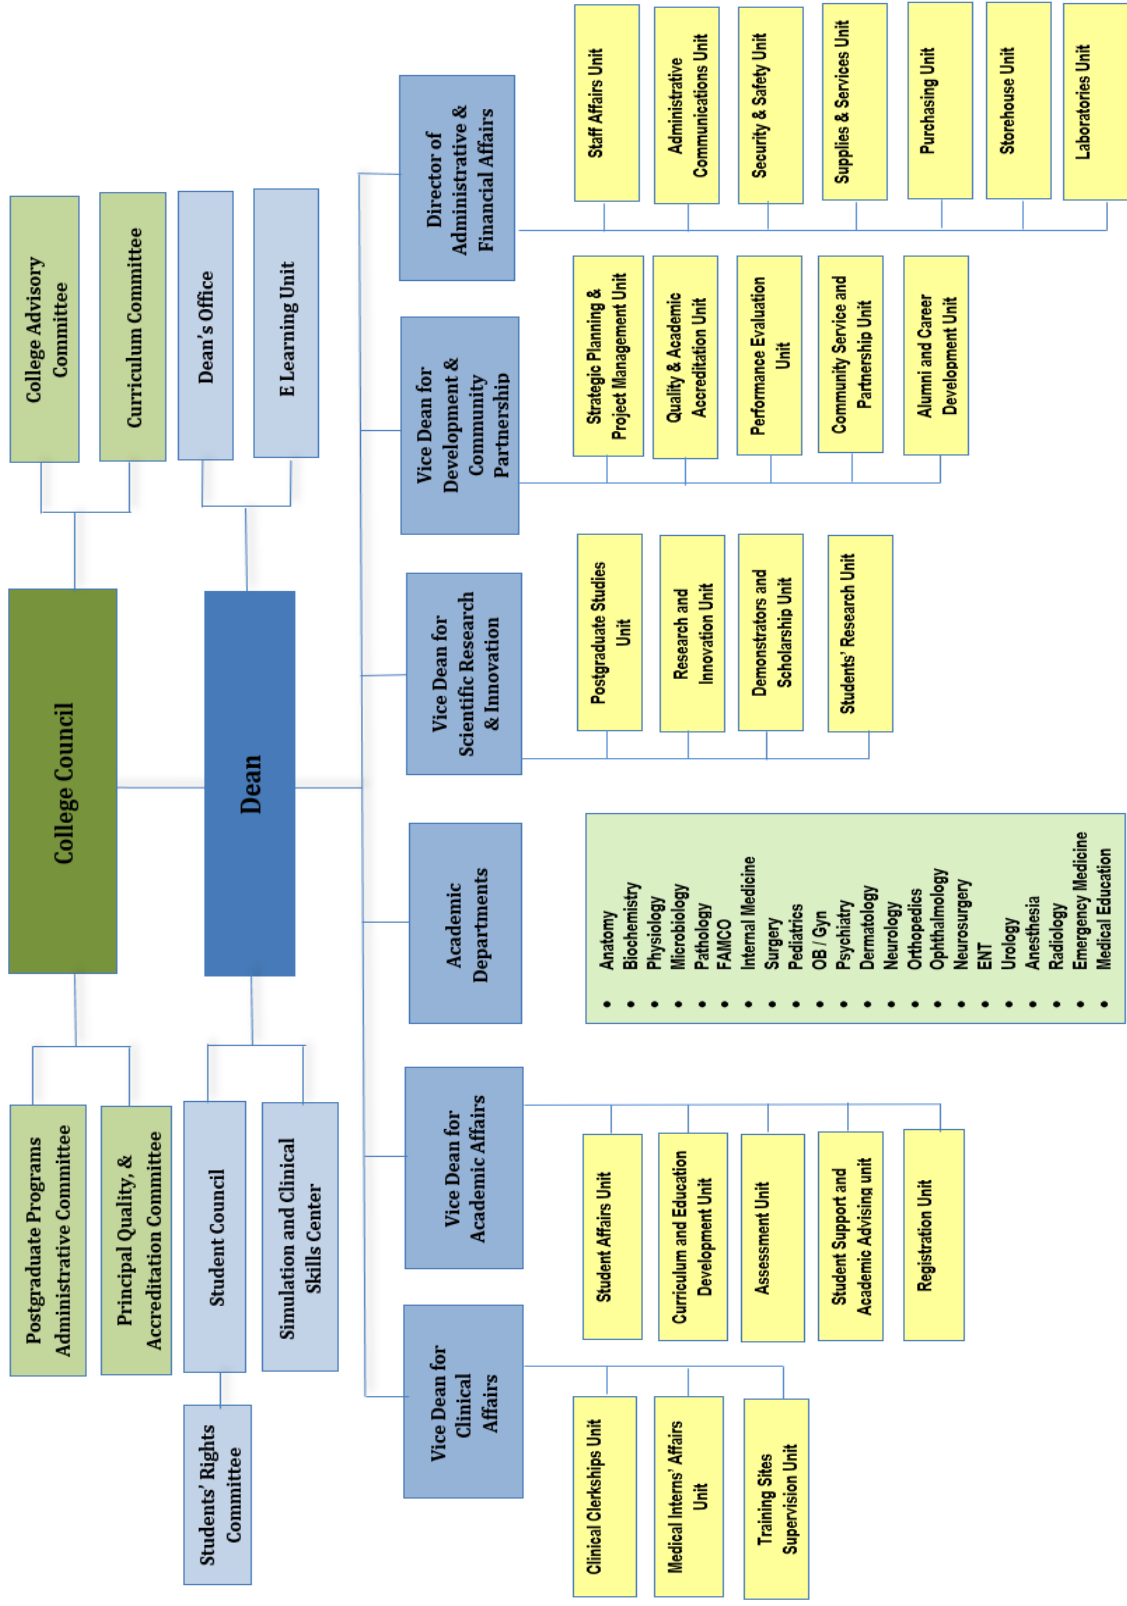 College Council
Postgraduate Programs
Administrative Committee
Principal Quality, &
Accreditation Committee
College Advisory
Committee
Curriculum Committee
Dean
Students' Rights
Committee
Student Council
Simulation and Clinical
Skills Center
Dean's Office
E Learning Unit
Vice Dean for
Clinical
Affairs
Clinical Clerkships Unit
Medical Interns' Affairs
Unit
Training Sites
Supervision Unit
Vice Dean for
Academic Affairs
Student Affairs Unit
Curriculum and Education
Development Unit
Assessment Unit
Student Support and
Academic Advising unit
Registration Unit
Academic
Departments
• Anatomy
• Biochemistry
• Physiology
• Microbiology
• Pathology
• FAMCO
• Internal Medicine
• Surgery
• Pediatrics
• OB / Gyn
• Psychiatry
• Dermatology
• Neurology
• Orthopedics
• Ophthalmology
• Neurosurgery
• ENT
• Urology
• Anesthesia
• Radiology
• Emergency Medicine
• Medical Education
Vice Dean for
Scientific Research
& Innovation
Postgraduate Studies
Unit
Research and
Innovation Unit
Demonstrators and
Scholarship Unit
Students' Research Unit
Vice Dean for
Development &
Community
Partnership
Strategic Planning &
Project Management Unit
Quality & Academic
Accreditation Unit
Performance Evaluation
Unit
Community Service and
Partnership Unit
Alumni and Career
Development Unit
Director of
Administrative &
Financial Affairs
Staff Affairs Unit
Administrative
Communications Unit
Security & Safety Unit
Supplies & Services Unit
Purchasing Unit
Storehouse Unit
Laboratories Unit